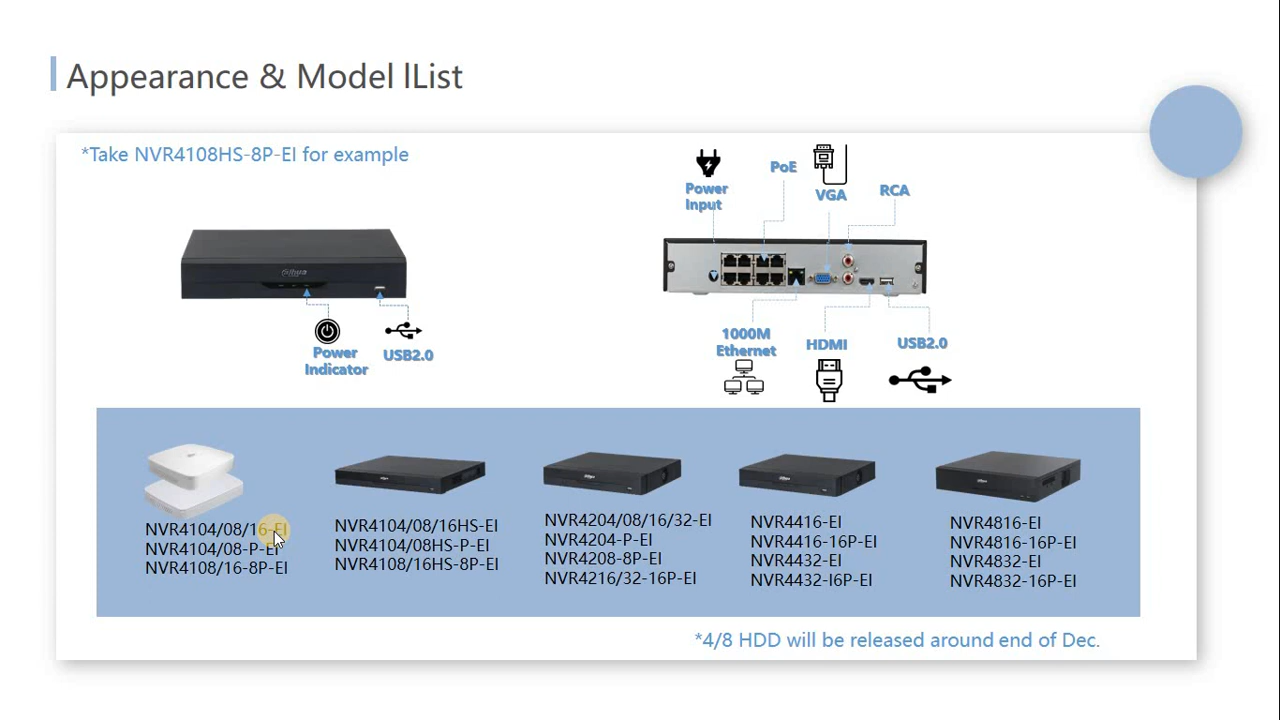 Appearance & Model lList
*Take NVR4108HS-8P-EI for example
Power
Input
PoE
VGA
RCA
alhua
Power
Indicator
USB2.0
1000M
Ethernet
HDMI
USB2.0
NVR4104/08/16-EI
NVR4104/08-P-EI
NVR4108/16-8P-EI
NVR4104/08/16HS-EI
NVR4104/08HS-P-EI
NVR4108/16HS-8P-EI
NVR4204/08/16/32-EI
NVR4204-P-EI
NVR4208-8P-EI
NVR4216/32-16P-EI
NVR4416-EI
NVR4416-16P-EI
NVR4432-EI
NVR4432-I6P-EI
NVR4816-EI
NVR4816-16P-EI
NVR4832-EI
NVR4832-16P-EI
*4/8 HDD will be released around end of Dec.